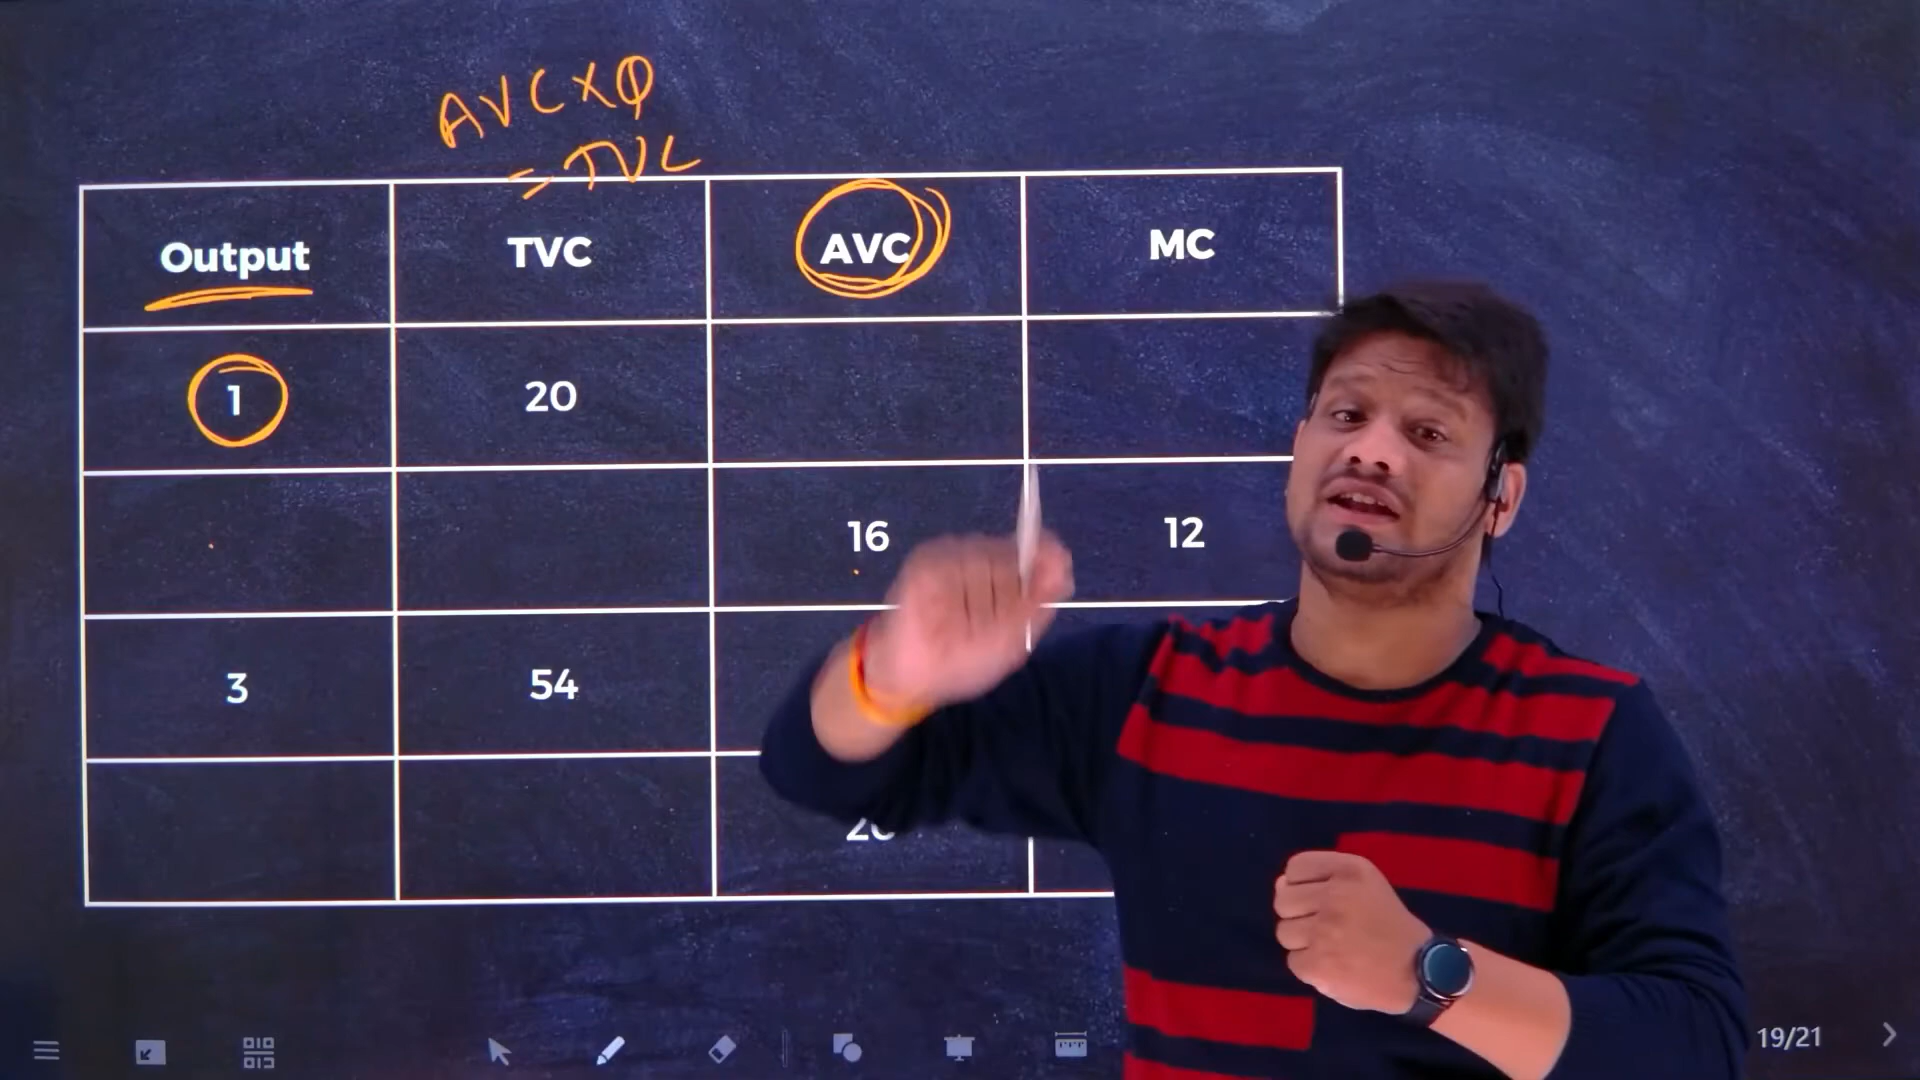 AVC x Q
= TVC
Output TVC AVC MC
1 20
16 12
3 54
19/21